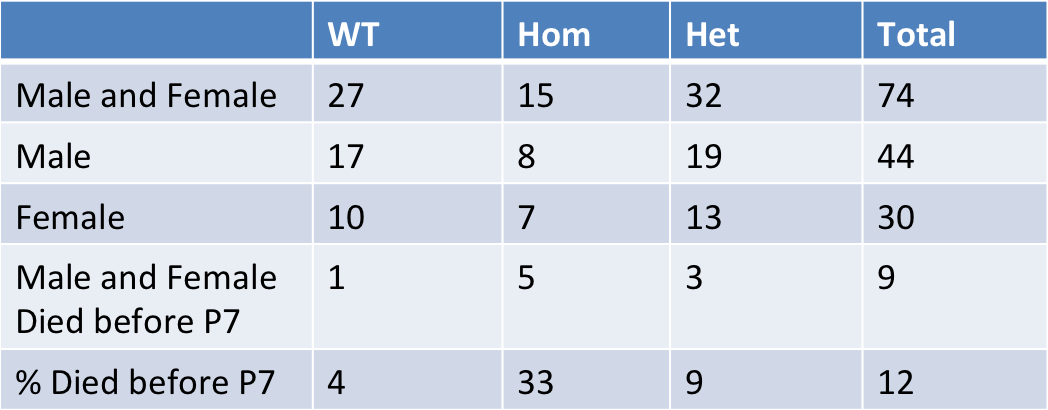 WT Hom Het Total
Male and Female 27 15 32 74
Male 17 8 19 44
Female 10 7 13 30
Male and Female 1 5 3 9
Died before P7
% Died before P7 4 33 9 12